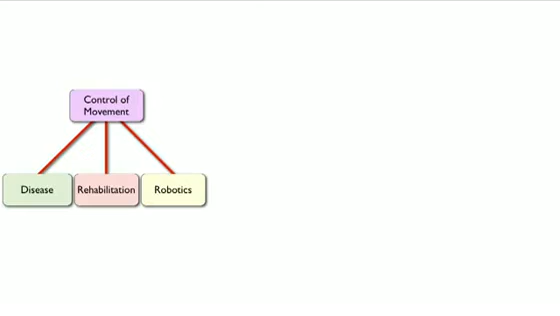 Control of
Movement
Disease
Rehabilitation
Robotics